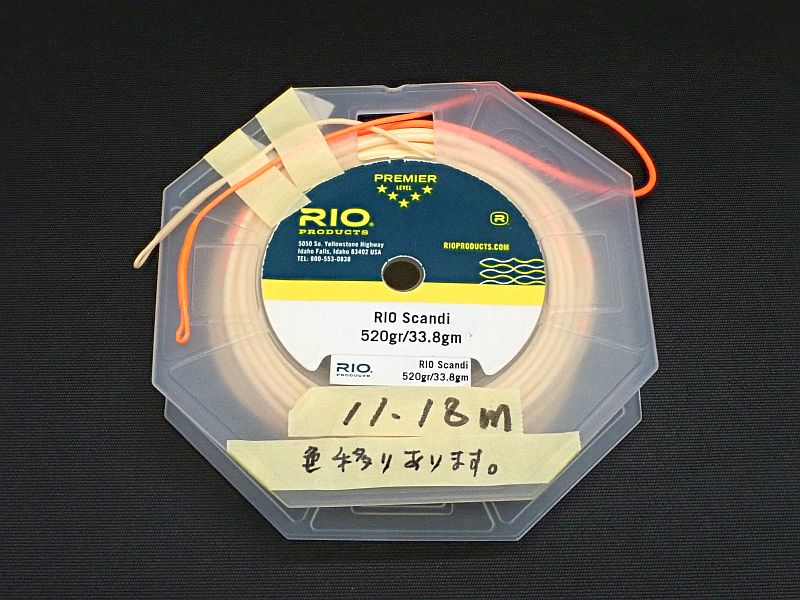 PREMIER
LEVEL
RIO®
PRODUCTS
5050 So. Yellowstone Highway
Idaho Falls, Idaho 83402 USA
TEL: 800-553-0838
R
RIOPRODUCTS.COM
RIO Scandi
520gr/33.8gm
RIO
PRODUCTS
RIO Scandi
520gr/33.8gm
11.18m
色移りあります。